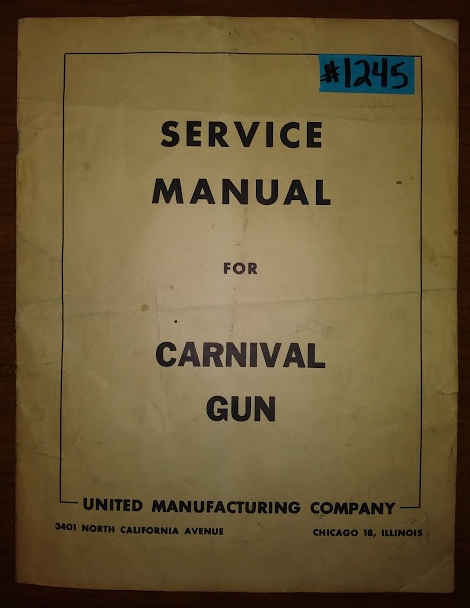 #1245
SERVICE
MANUAL
FOR
CARNIVAL
GUN
UNITED MANUFACTURING COMPANY
3401 NORTH CALIFORNIA AVENUE CHICAGO 18, ILLINOIS